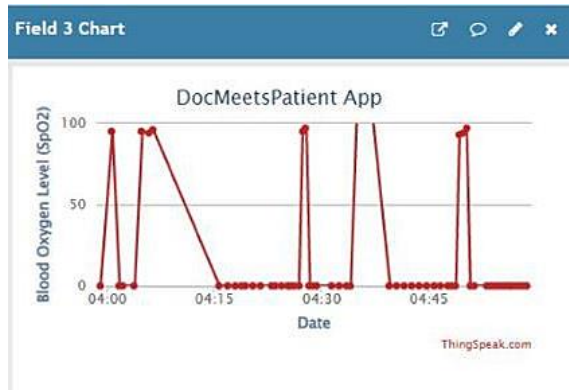 Field 3 Chart
DocMeetsPatient App
Blood Oxygen Level (SpO2)
100
50
0
04:00 04:15 04:30 04:45
Date
ThingSpeak.com